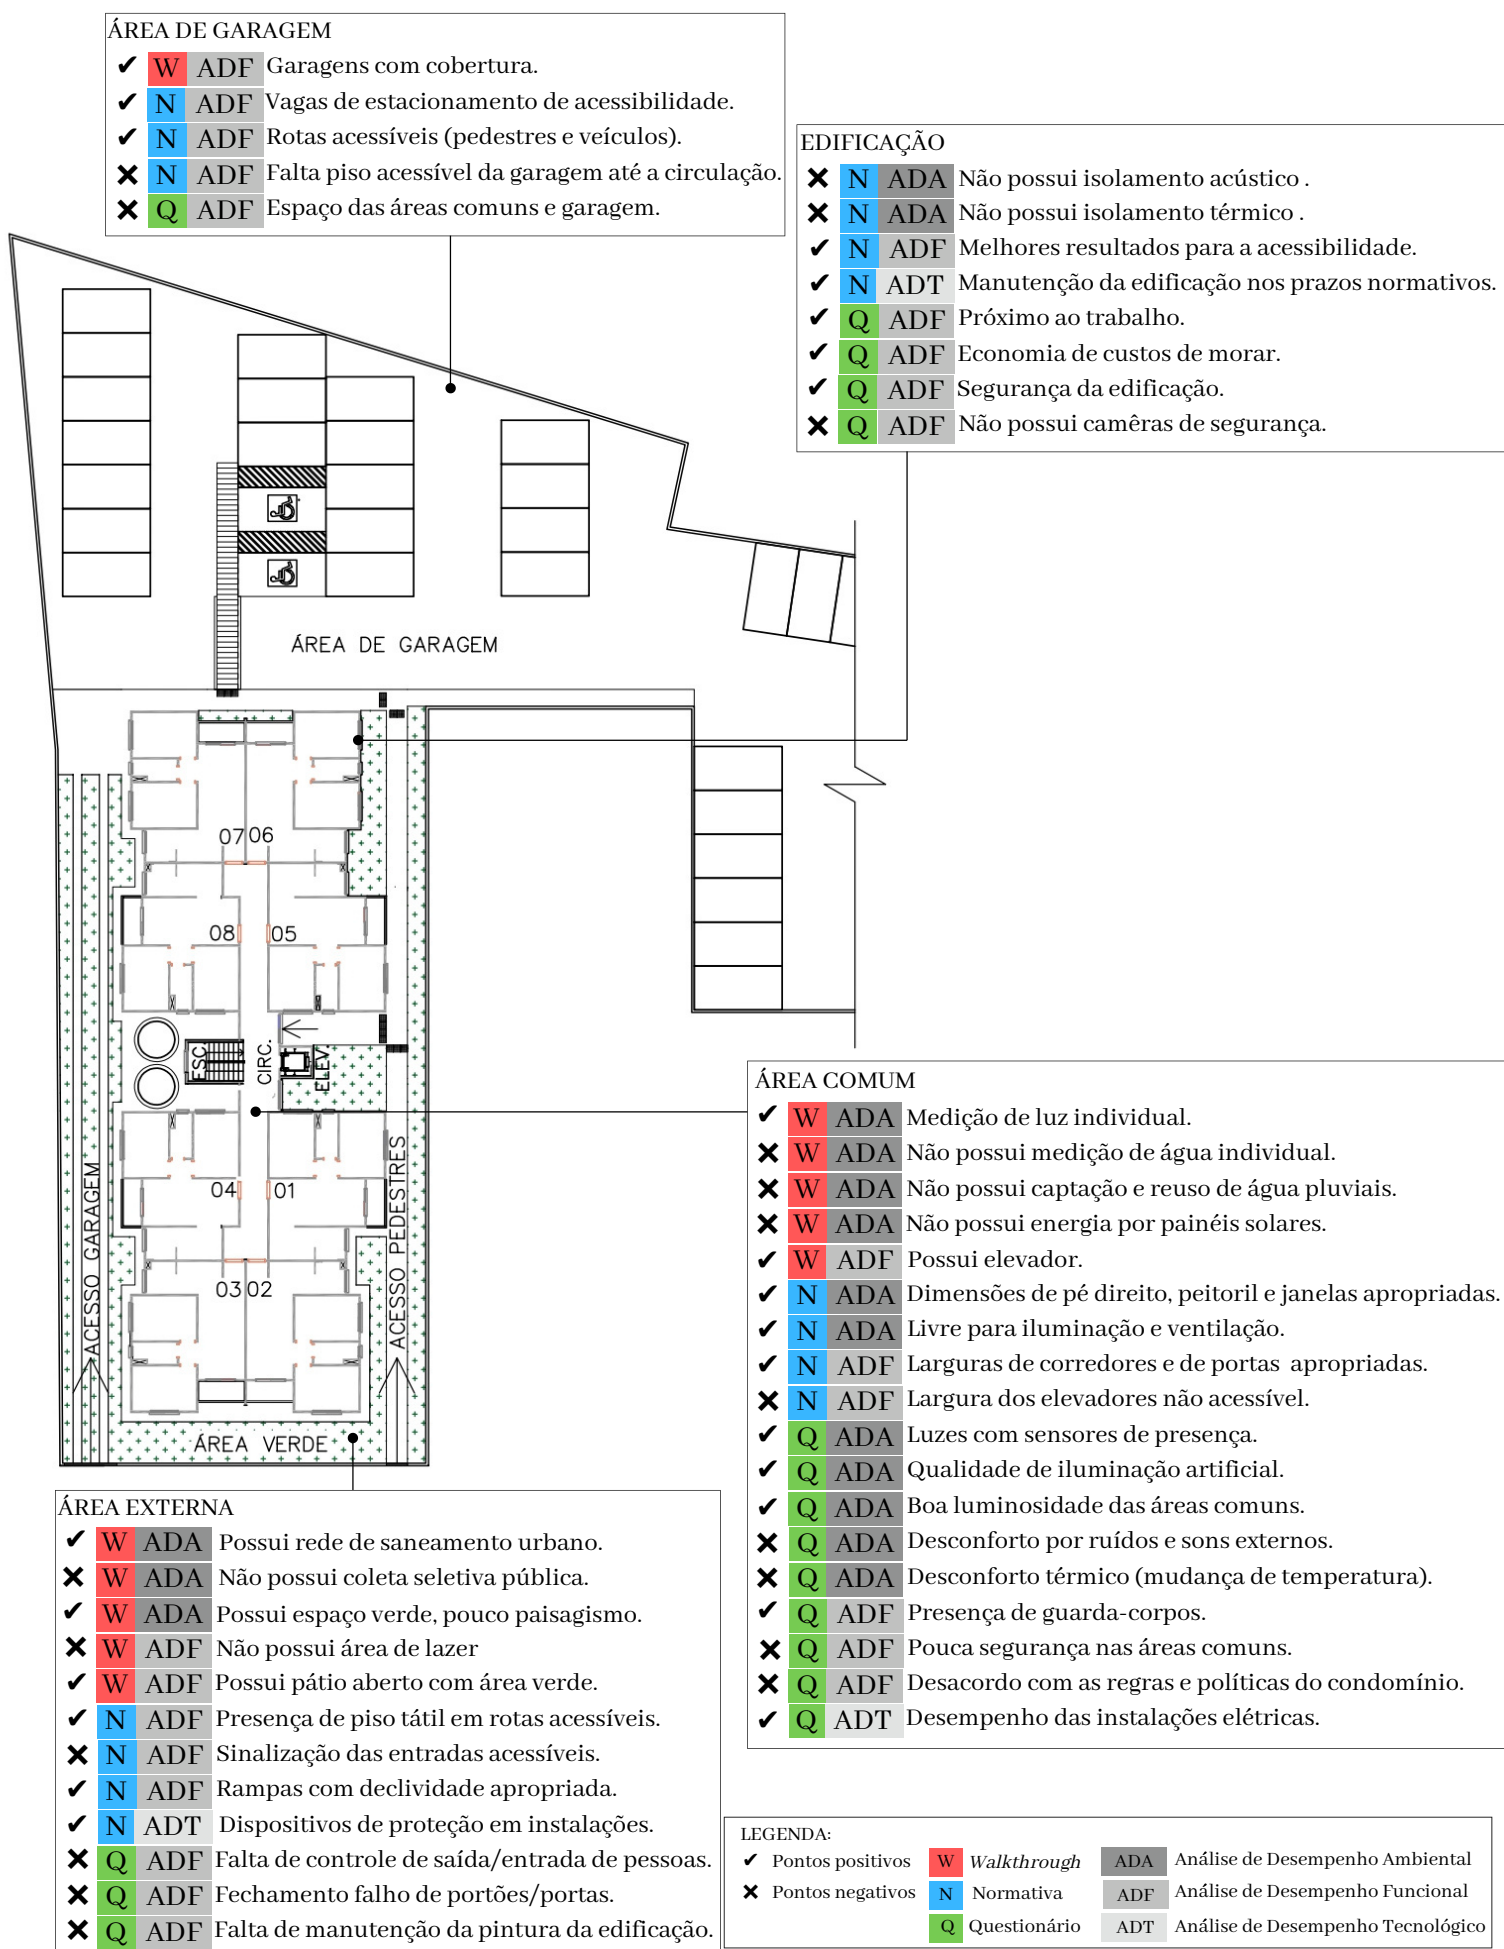 ÁREA DE GARAGEM
✔ W ADF Garagens com cobertura.
✔ N ADF Vagas de estacionamento de acessibilidade.
✔ N ADF Rotas acessíveis (pedestres e veículos).
✖ N ADF Falta piso acessível da garagem até a circulação.
✖ Q ADF Espaço das áreas comuns e garagem.
EDIFICAÇÃO
✖ N ADA Não possui isolamento acústico .
✖ N ADA Não possui isolamento térmico .
✔ N ADF Melhores resultados para a acessibilidade.
✔ N ADT Manutenção da edificação nos prazos normativos.
✔ Q ADF Próximo ao trabalho.
✔ Q ADF Economia de custos de morar.
✔ Q ADF Segurança da edificação.
✖ Q ADF Não possui camêras de segurança.
ÁREA DE GARAGEM
07 06
08 05
ESC.
CIRC.
ELEV.
04 01
03 02
ACESSO GARAGEM
ACESSO PEDESTRES
ÁREA VERDE
ÁREA COMUM
✔ W ADA Medição de luz individual.
✖ W ADA Não possui medição de água individual.
✖ W ADA Não possui captação e reuso de água pluviais.
✖ W ADA Não possui energia por painéis solares.
✔ W ADF Possui elevador.
✔ N ADA Dimensões de pé direito, peitoril e janelas apropriadas.
✔ N ADA Livre para iluminação e ventilação.
✔ N ADF Larguras de corredores e de portas apropriadas.
✖ N ADF Largura dos elevadores não acessível.
✔ Q ADA Luzes com sensores de presença.
✔ Q ADA Qualidade de iluminação artificial.
✔ Q ADA Boa luminosidade das áreas comuns.
✖ Q ADA Desconforto por ruídos e sons externos.
✖ Q ADA Desconforto térmico (mudança de temperatura).
✔ Q ADF Presença de guarda-corpos.
✖ Q ADF Pouca segurança nas áreas comuns.
✖ Q ADF Desacordo com as regras e políticas do condomínio.
✔ Q ADT Desempenho das instalações elétricas.
ÁREA EXTERNA
✔ W ADA Possui rede de saneamento urbano.
✖ W ADA Não possui coleta seletiva pública.
✔ W ADA Possui espaço verde, pouco paisagismo.
✖ W ADF Não possui área de lazer
✔ W ADF Possui pátio aberto com área verde.
✔ N ADF Presença de piso tátil em rotas acessíveis.
✖ N ADF Sinalização das entradas acessíveis.
✔ N ADF Rampas com declividade apropriada.
✔ N ADT Dispositivos de proteção em instalações.
✖ Q ADF Falta de controle de saída/entrada de pessoas.
✖ Q ADF Fechamento falho de portões/portas.
✖ Q ADF Falta de manutenção da pintura da edificação.
LEGENDA:
✔ Pontos positivos W Walkthrough ADA Análise de Desempenho Ambiental
✖ Pontos negativos N Normativa ADF Análise de Desempenho Funcional
Q Questionário ADT Análise de Desempenho Tecnológico